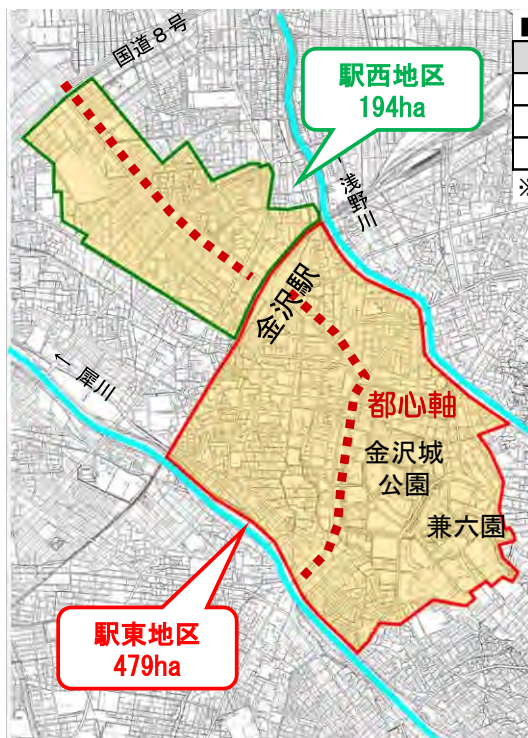 国道8号
駅西地区
194ha
浅野川
※
金沢駅
← 犀川
都心軸
金沢城
公園
兼六園
駅東地区
479ha